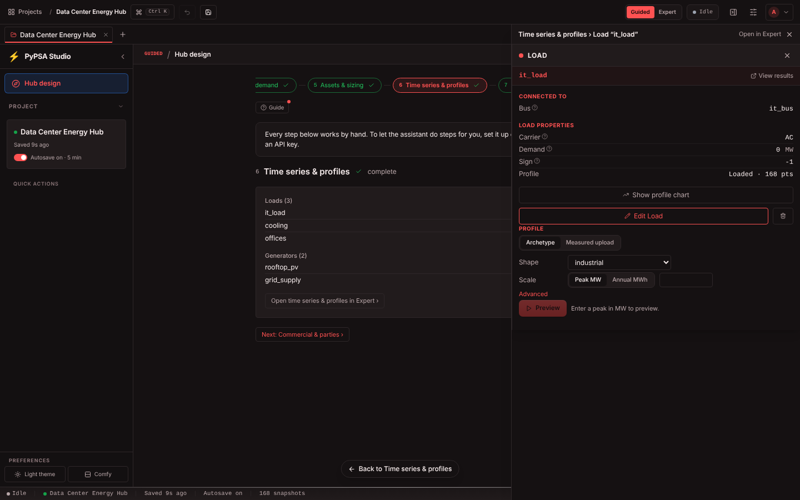 Projects / Data Center Energy Hub ⌘ Ctrl K Guided Expert Idle A
Data Center Energy Hub × +
PyPSA Studio
Hub design
PROJECT
Data Center Energy Hub
Saved 9s ago
Autosave on · 5 min
QUICK ACTIONS
PREFERENCES
Light theme Comfy
GUIDED / Hub design
demand ✓ 5 Assets & sizing ✓ 6 Time series & profiles ✓ 7
Guide
Every step below works by hand. To let the assistant do steps for you, set it up
an API key.
6 Time series & profiles ✓ complete
Loads (3)
it_load
cooling
offices
Generators (2)
rooftop_pv
grid_supply
Open time series & profiles in Expert ›
Next: Commercial & parties ›
← Back to Time series & profiles
Time series & profiles › Load "it_load" Open in Expert ×
LOAD ×
it_load View results
CONNECTED TO
Bus it_bus
LOAD PROPERTIES
Carrier AC
Demand 0 MW
Sign -1
Profile Loaded · 168 pts
Show profile chart
Edit Load
PROFILE
Archetype Measured upload
Shape industrial
Scale Peak MW Annual MWh
Advanced
Preview Enter a peak in MW to preview.
Idle Data Center Energy Hub Saved 9s ago Autosave on 168 snapshots